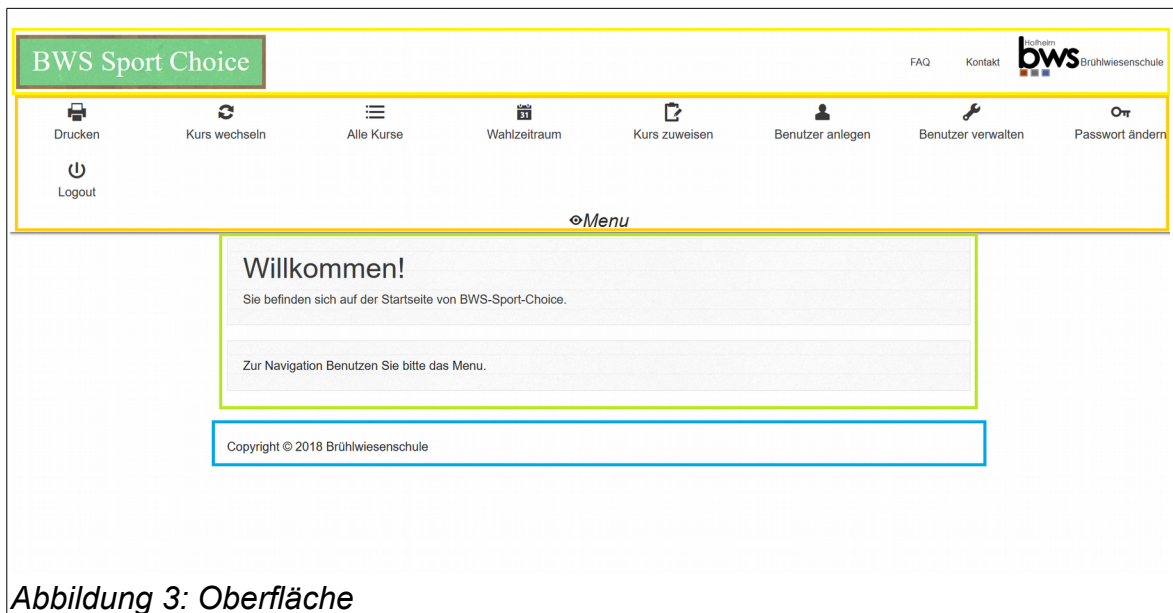 BWS Sport Choice
FAQ Kontakt Hofheim bws Brühlwiesenschule
31
Drucken Kurs wechseln Alle Kurse Wahlzeitraum Kurs zuweisen Benutzer anlegen Benutzer verwalten Passwort ändern
Logout
Menu
Willkommen!
Sie befinden sich auf der Startseite von BWS-Sport-Choice.
Zur Navigation Benutzen Sie bitte das Menu.
Copyright © 2018 Brühlwiesenschule
Abbildung 3: Oberfläche